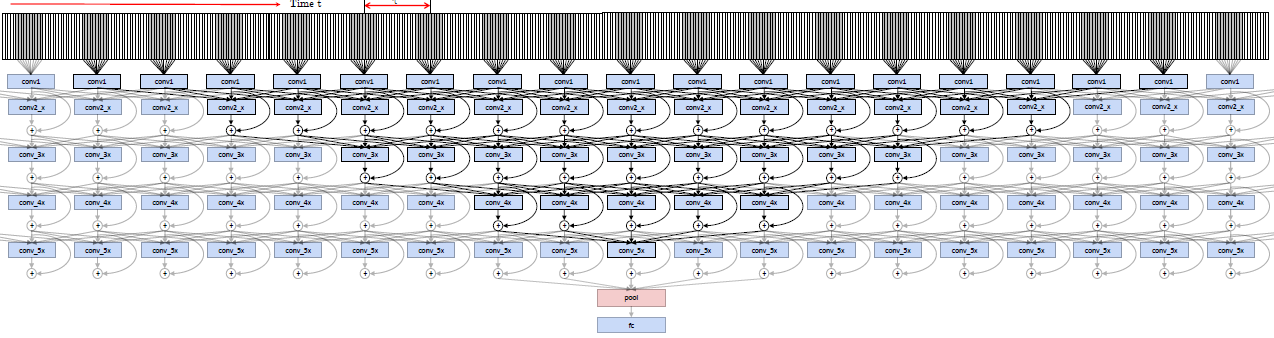 Time t
conv1 conv1 conv1 conv1 conv1 conv1 conv1 conv1 conv1 conv1 conv1 conv1 conv1 conv1 conv1 conv1 conv1 conv1 conv1
conv2_x conv2_x conv2_x conv2_x conv2_x conv2_x conv2_x conv2_x conv2_x conv2_x conv2_x conv2_x conv2_x conv2_x conv2_x conv2_x conv2_x conv2_x conv2_x
+ + + + + + + + + + + + + + + + + + +
conv_3x conv_3x conv_3x conv_3x conv_3x conv_3x conv_3x conv_3x conv_3x conv_3x conv_3x conv_3x conv_3x conv_3x conv_3x conv_3x conv_3x conv_3x conv_3x
+ + + + + + + + + + + + + + + + + + +
conv_4x conv_4x conv_4x conv_4x conv_4x conv_4x conv_4x conv_4x conv_4x conv_4x conv_4x conv_4x conv_4x conv_4x conv_4x conv_4x conv_4x conv_4x conv_4x
+ + + + + + + + + + + + + + + + + + +
conv_5x conv_5x conv_5x conv_5x conv_5x conv_5x conv_5x conv_5x conv_5x conv_5x conv_5x conv_5x conv_5x conv_5x conv_5x conv_5x conv_5x conv_5x conv_5x
+ + + + + + + + + + + + + + + + + + +
pool
fc